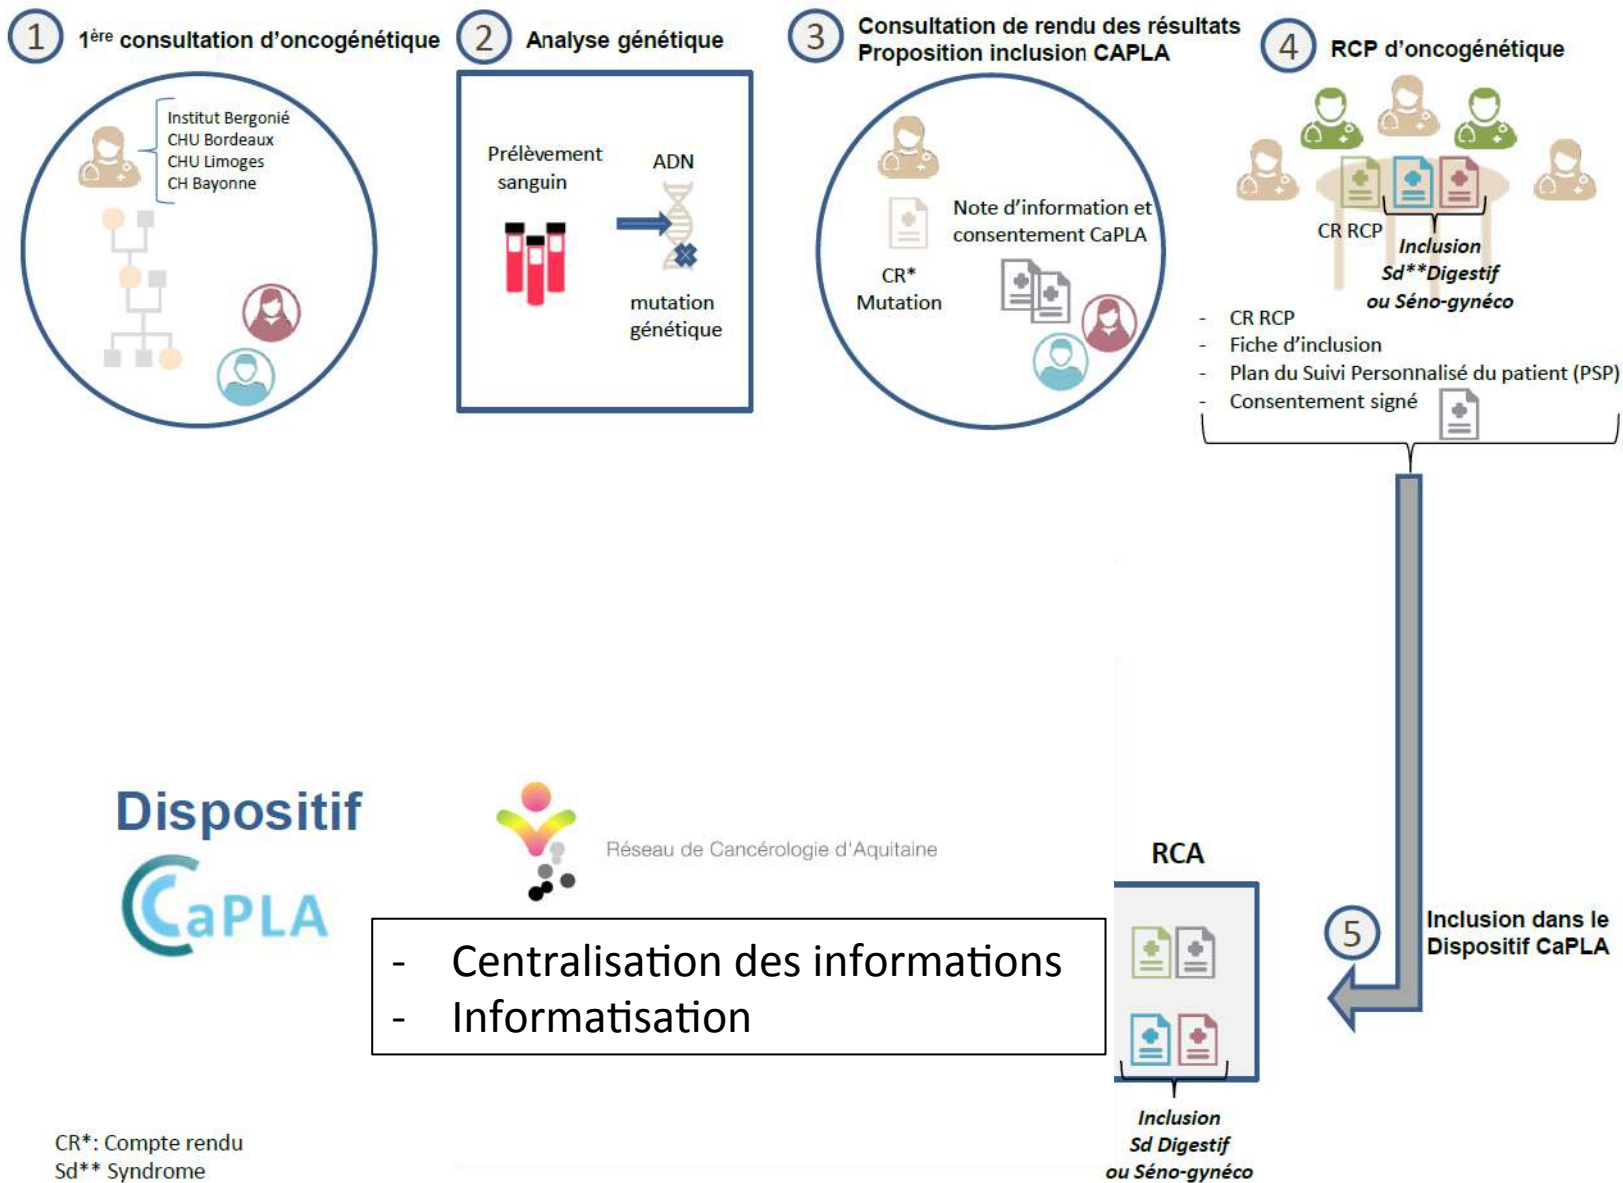 1
1ère consultation d'oncogénétique
Institut Bergonié
CHU Bordeaux
CHU Limoges
CH Bayonne
2
Analyse génétique
Prélèvement
sanguin
ADN
mutation
génétique
3
Consultation de rendu des résultats
Proposition inclusion CAPLA
Note d'information et
consentement CaPLA
CR*
Mutation
4
RCP d'oncogénétique
CR RCP
Inclusion
Sd**Digestif
ou Séno-gynéco
- CR RCP
- Fiche d'inclusion
- Plan du Suivi Personnalisé du patient (PSP)
- Consentement signé
5
Inclusion dans le
Dispositif CaPLA
Dispositif
CaPLA
Réseau de Cancérologie d'Aquitaine
- Centralisation des informations
- Informatisation
RCA
Inclusion
Sd Digestif
ou Séno-gynéco
CR*: Compte rendu
Sd** Syndrome